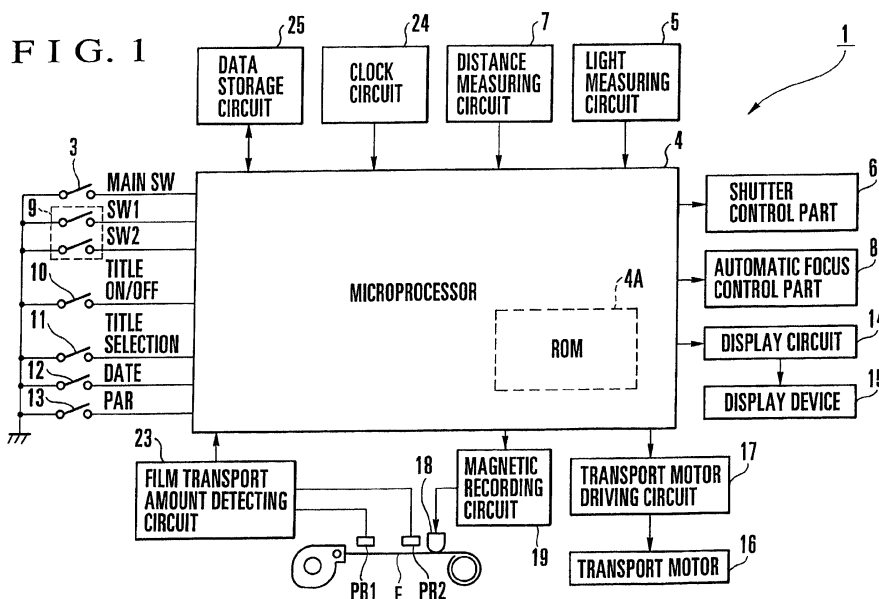 FIG. 1
25
24
7
5
1
DATA
STORAGE
CIRCUIT
CLOCK
CIRCUIT
DISTANCE
MEASURING
CIRCUIT
LIGHT
MEASURING
CIRCUIT
4
3
MAIN SW
9
SW1
SW2
10
TITLE
ON/OFF
11
TITLE
SELECTION
12
DATE
13
PAR
MICROPROCESSOR
4A
ROM
6
SHUTTER
CONTROL PART
8
AUTOMATIC FOCUS
CONTROL PART
14
DISPLAY CIRCUIT
15
DISPLAY DEVICE
23
FILM TRANSPORT
AMOUNT DETECTING
CIRCUIT
18
MAGNETIC
RECORDING
CIRCUIT
19
17
TRANSPORT MOTOR
DRIVING CIRCUIT
16
TRANSPORT MOTOR
PR1
F
PR2